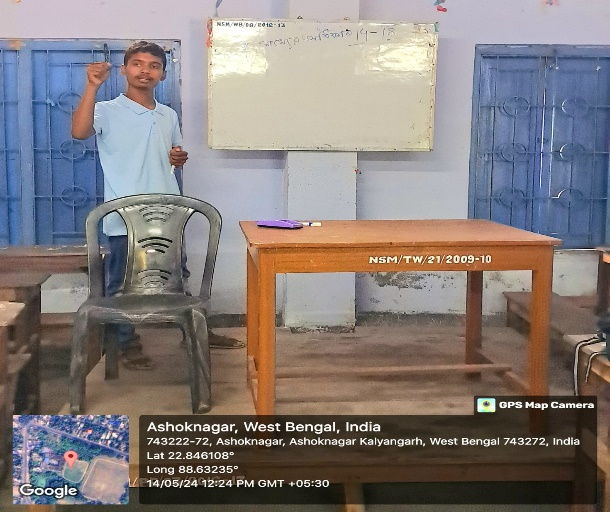 NSM/WB/08/2012-13
14-18
NSM/TW/21/2009-10
GPS Map Camera
Ashoknagar, West Bengal, India
743222-72, Ashoknagar, Ashoknagar Kalyangarh, West Bengal 743272, India
Lat 22.846108°
Long 88.63235°
14/05/24 12:24 PM GMT +05:30
Google